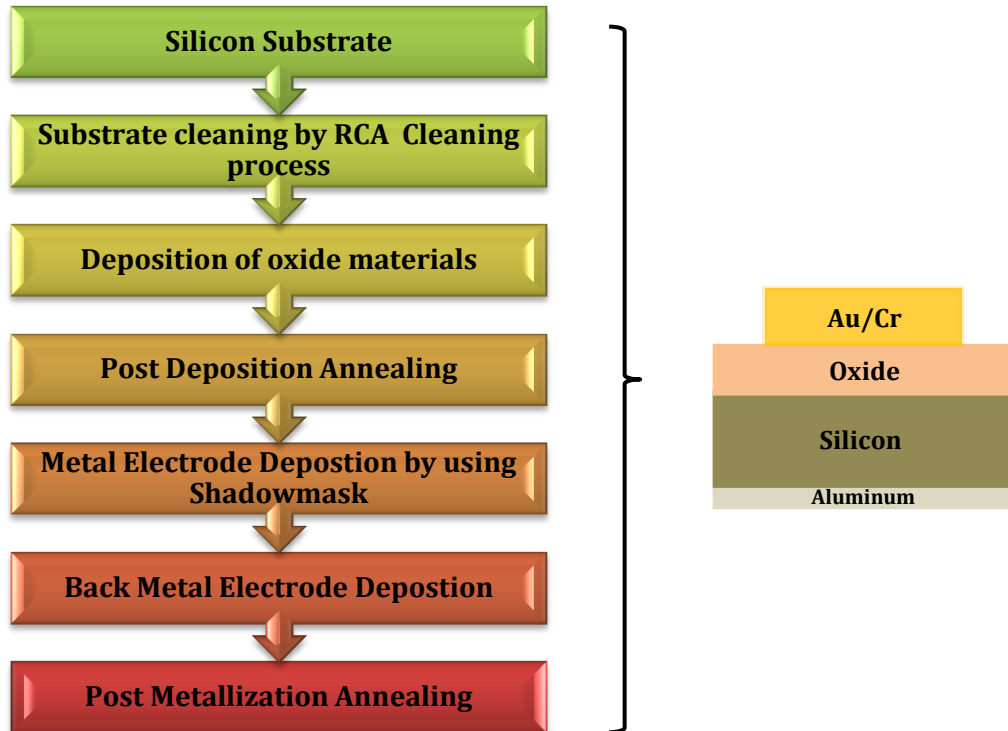 Silicon Substrate
Substrate cleaning by RCA Cleaning
process
Deposition of oxide materials
Post Deposition Annealing
Metal Electrode Depostion by using
Shadowmask
Back Metal Electrode Depostion
Post Metallization Annealing
Au/Cr
Oxide
Silicon
Aluminum